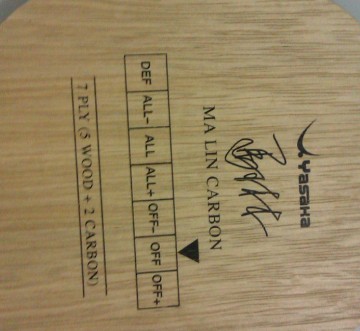 Yasaka
MA LIN CARBON
DEF ALL- ALL ALL+ OFF- OFF OFF+
7 PLY (5 WOOD + 2 CARBON)